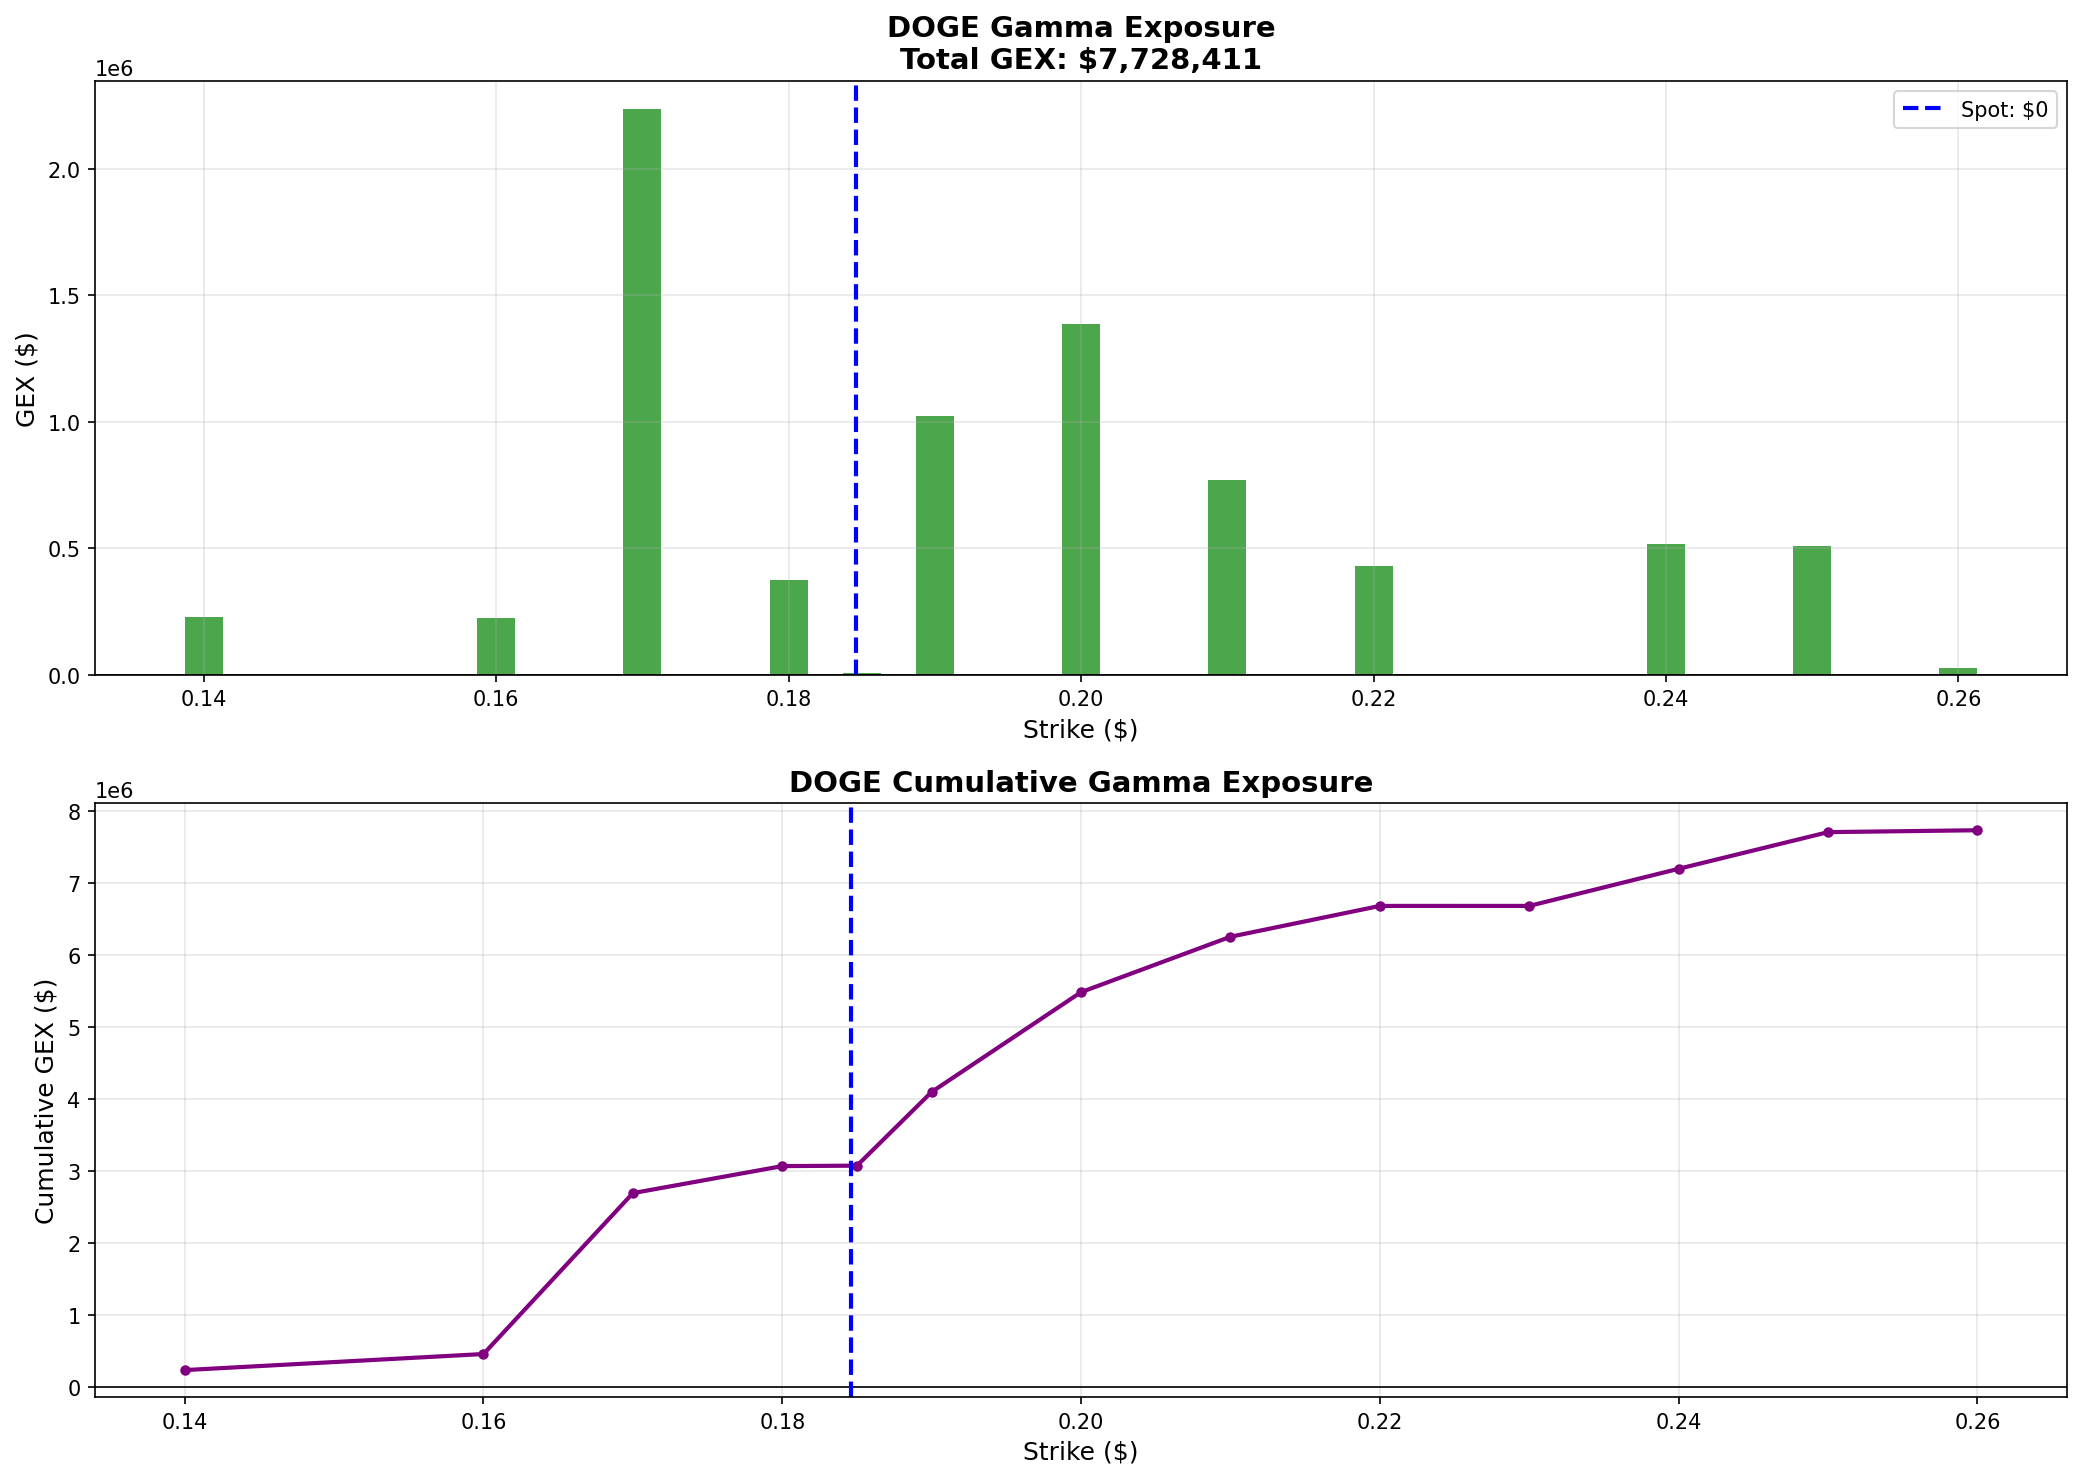 DOGE Gamma Exposure
Total GEX: $7,728,411
1e6
Spot: $0
2.0
1.5
1.0
0.5
0.0
GEX ($)
0.14 0.16 0.18 0.20 0.22 0.24 0.26
Strike ($)
DOGE Cumulative Gamma Exposure
1e6
8
7
6
5
4
3
2
1
0
Cumulative GEX ($)
0.14 0.16 0.18 0.20 0.22 0.24 0.26
Strike ($)